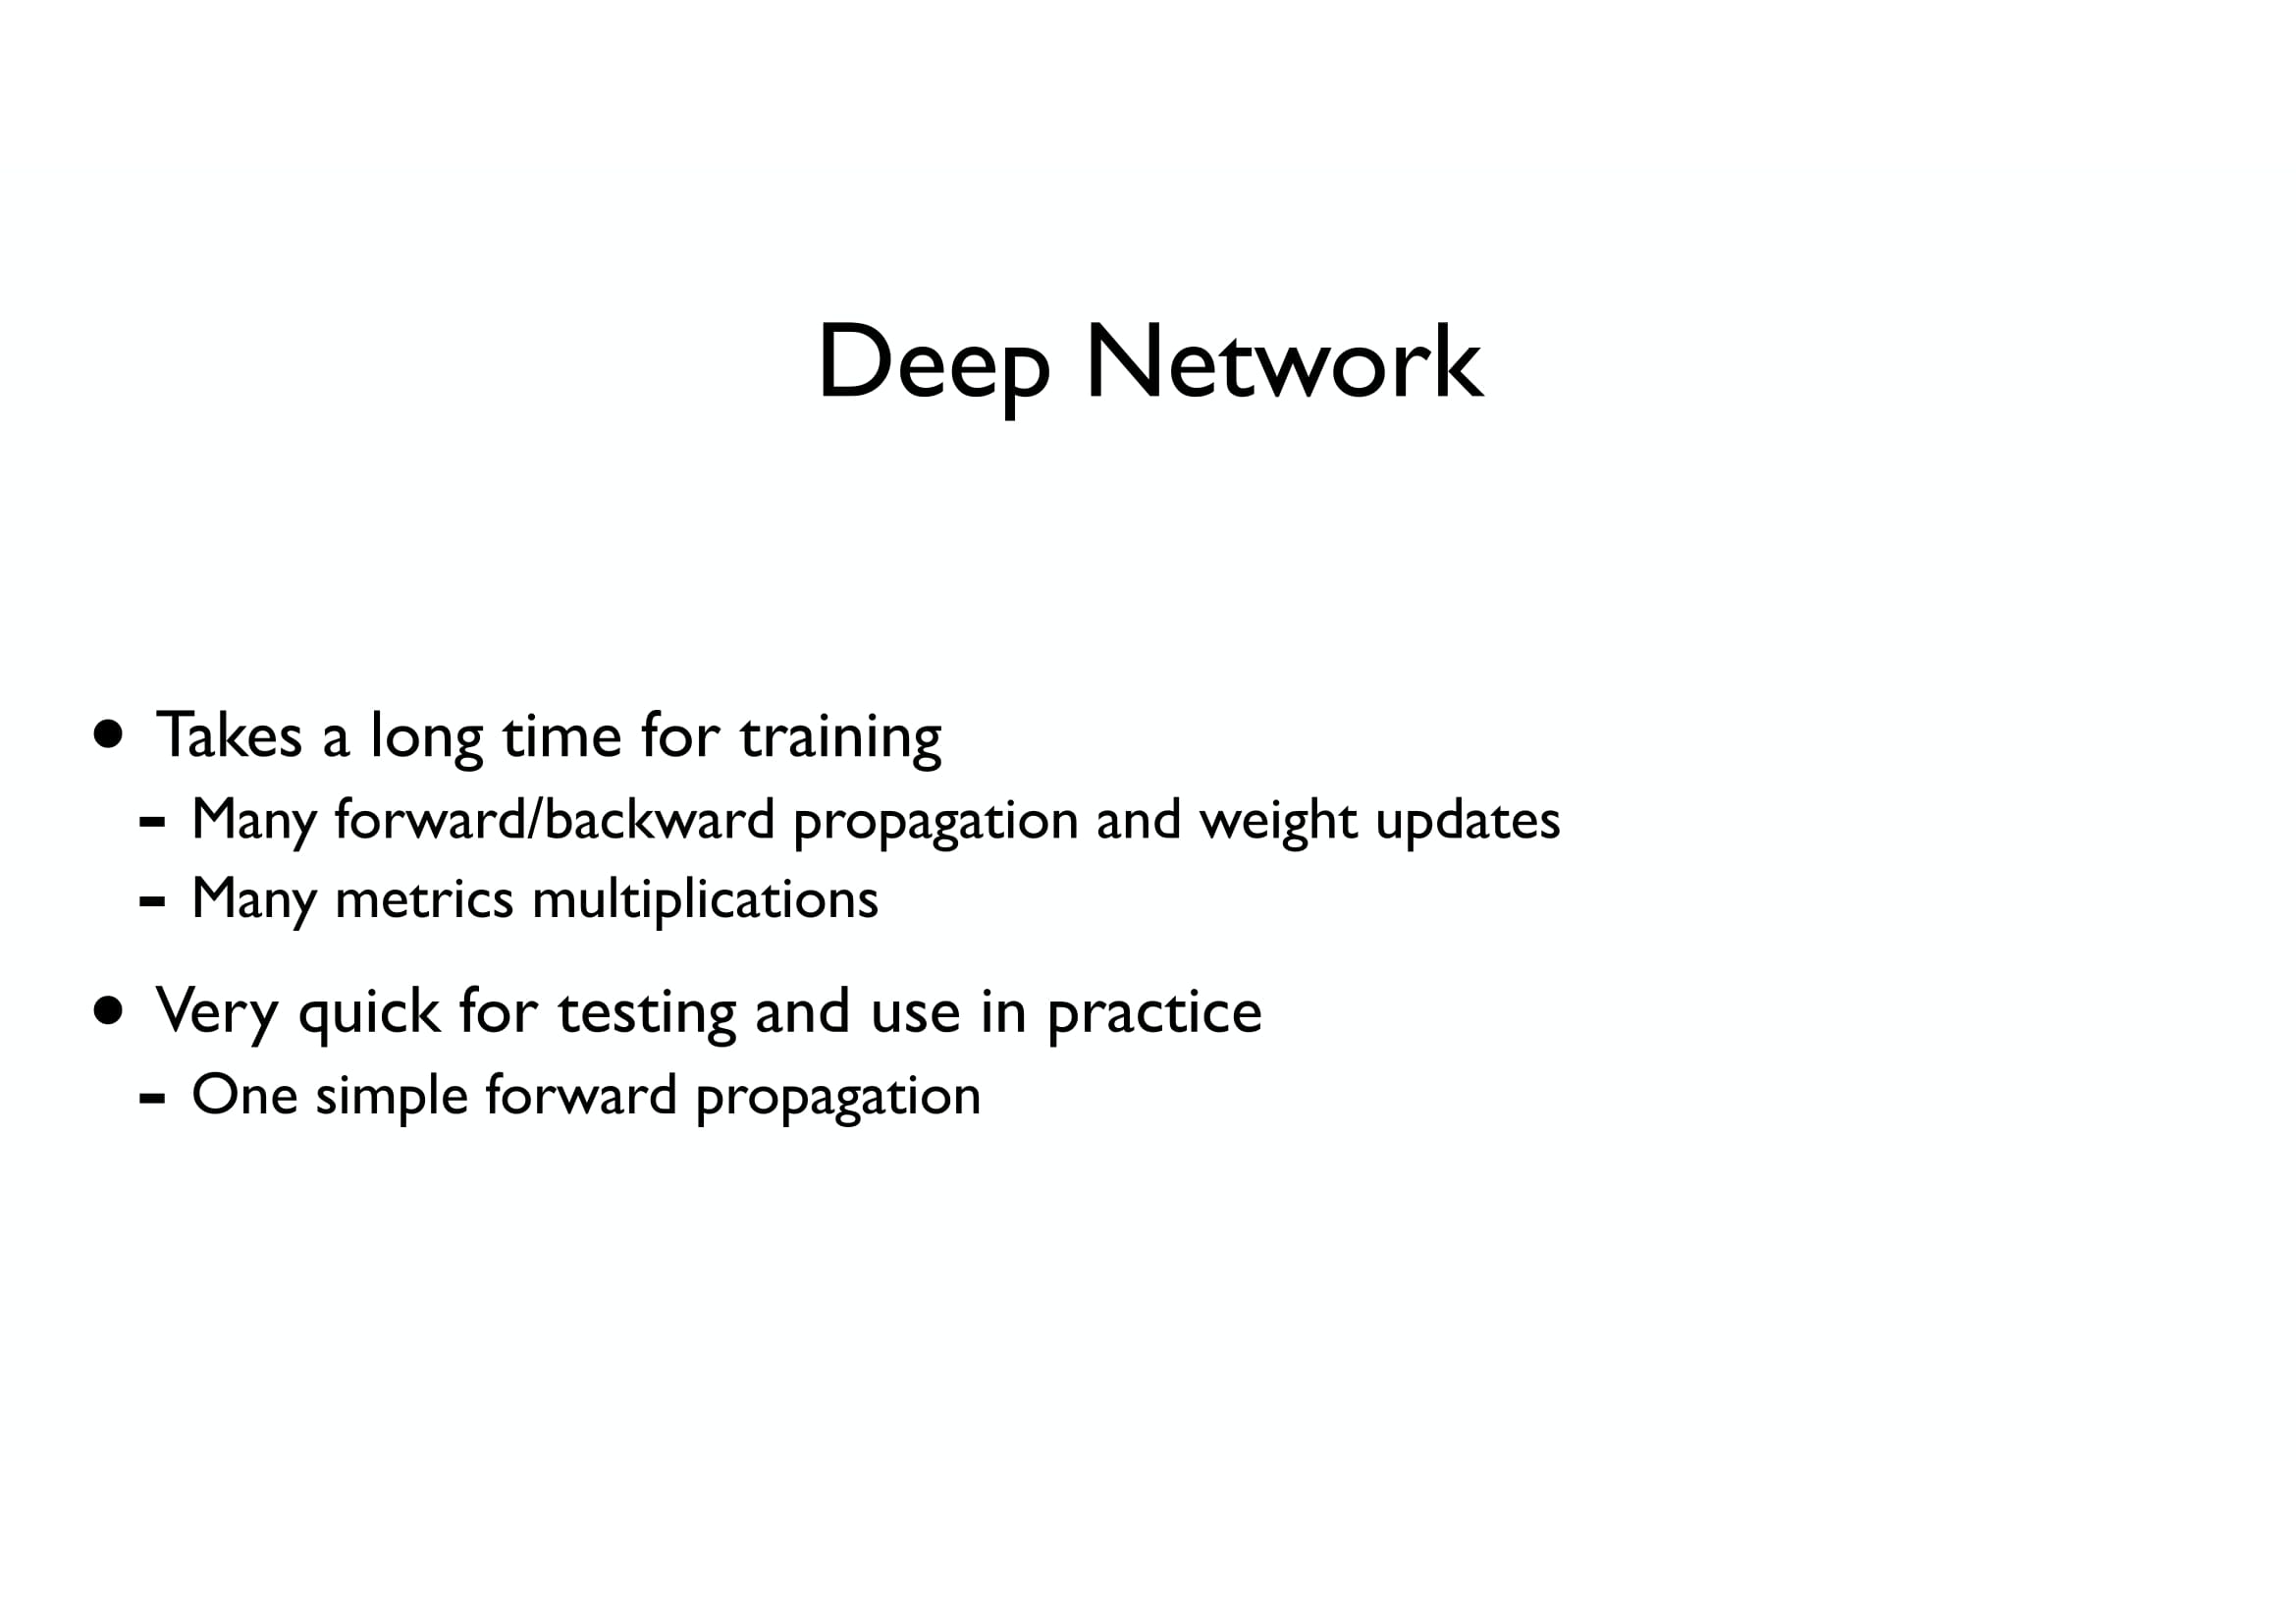 Deep Network
• Takes a long time for training
- Many forward/backward propagation and weight updates
- Many metrics multiplications
• Very quick for testing and use in practice
- One simple forward propagation